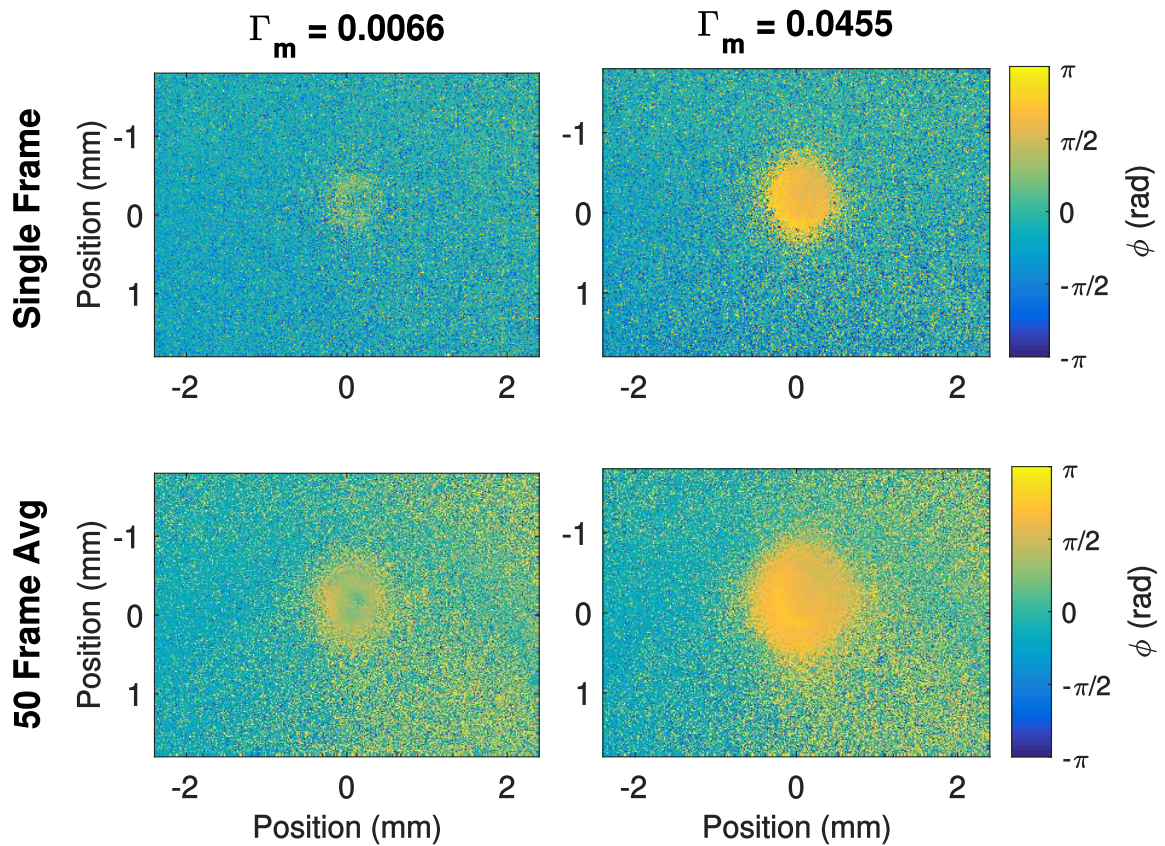 Γm = 0.0066
Γm = 0.0455
Single Frame
Position (mm)
-1
0
1
-2 0 2
-1
0
1
-2 0 2
π
π/2
0
-π/2
-π
ϕ (rad)
50 Frame Avg
Position (mm)
-1
0
1
-2 0 2
Position (mm)
-1
0
1
-2 0 2
Position (mm)
π
π/2
0
-π/2
-π
ϕ (rad)